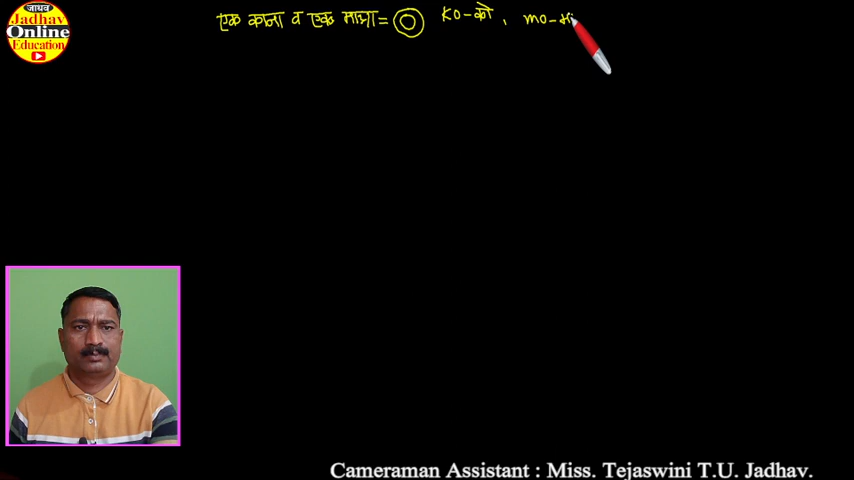 जाधव
Jadhav
Online
Education
एक काना व एक मात्रा = O KO - को , mo - म
Cameraman Assistant : Miss. Tejaswini T.U. Jadhav.